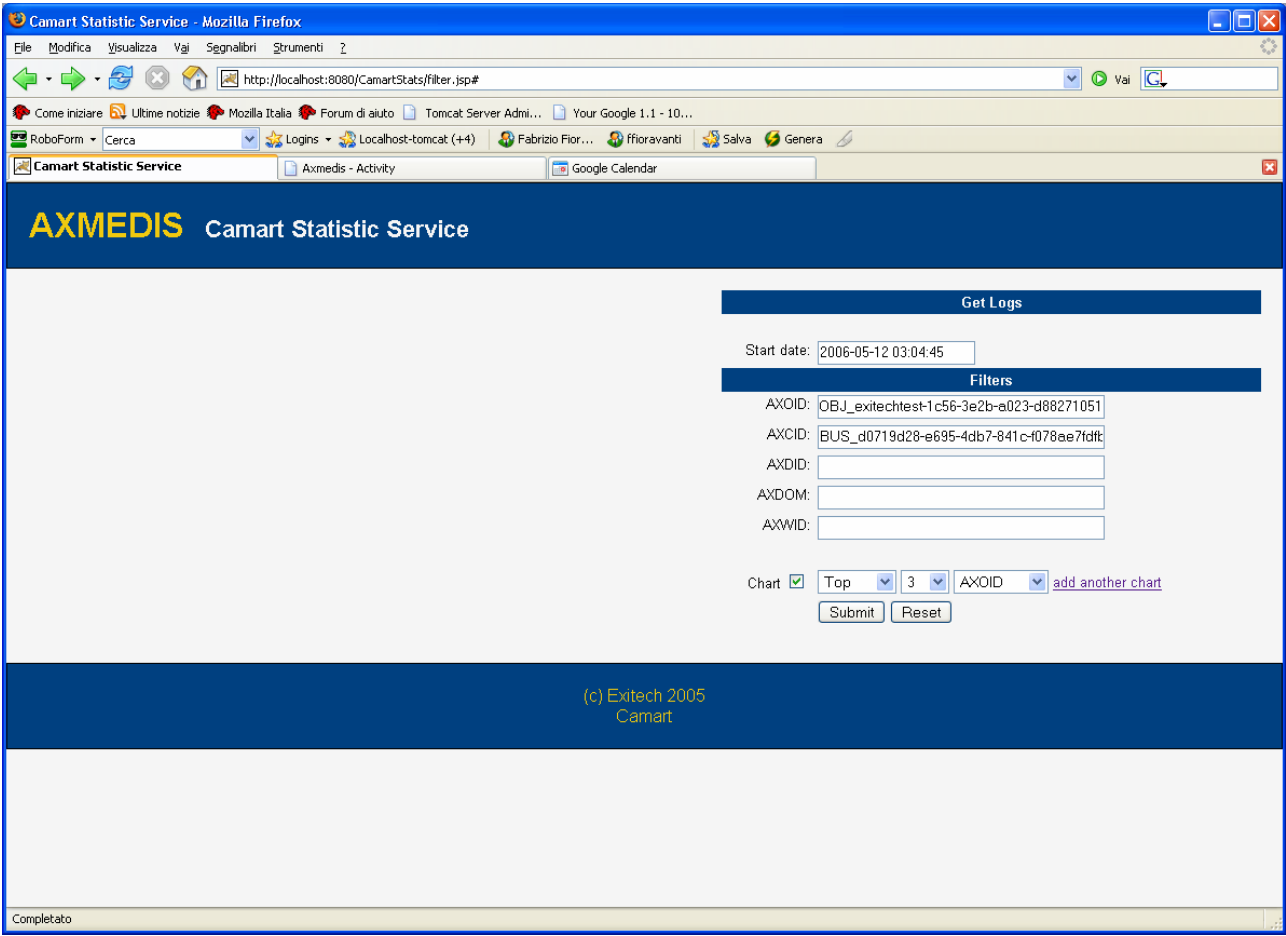 Camart Statistic Service - Mozilla Firefox
File Modifica Visualizza Vai Segnalibri Strumenti ?
http://localhost:8080/CamartStats/filter.jsp# Vai G
Come iniziare Ultime notizie Mozilla Italia Forum di aiuto Tomcat Server Admi... Your Google 1.1 - 10...
RoboForm Cerca Logins Localhost-tomcat (+4) Fabrizio Fior... ffioravanti Salva Genera
Camart Statistic Service Axmedis - Activity Google Calendar
AXMEDIS Camart Statistic Service
Get Logs
Start date: 2006-05-12 03:04:45
Filters
AXOID: OBJ_exitechtest-1c56-3e2b-a023-d88271051
AXCID: BUS_d0719d28-e695-4db7-841c-f078ae7fdfb
AXDID:
AXDOM:
AXWID:
Chart Top 3 AXOID add another chart
Submit Reset
(c) Exitech 2005
Camart
Completato